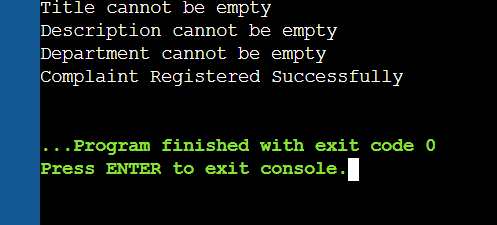 Title cannot be empty
Description cannot be empty
Department cannot be empty
Complaint Registered Successfully
...Program finished with exit code 0
Press ENTER to exit console.